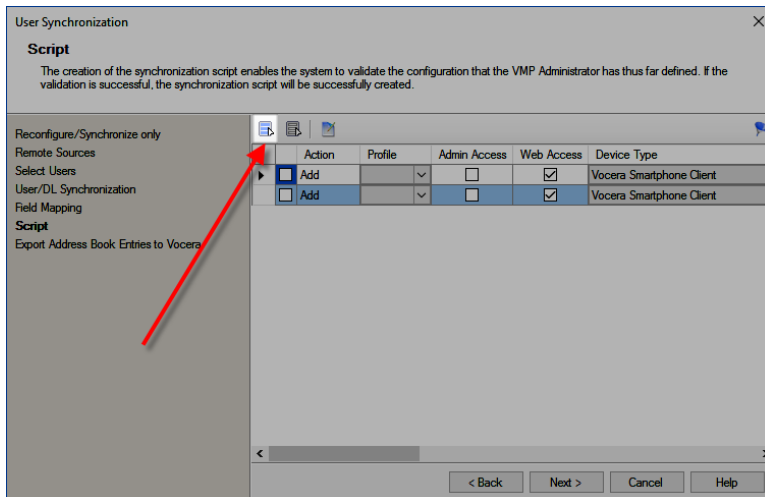 User Synchronization
Script
The creation of the synchronization script enables the system to validate the configuration that the VMP Administrator has thus far defined. If the
validation is successful, the synchronization script will be successfully created.
Reconfigure/Synchronize only
Remote Sources
Select Users
User/DL Synchronization
Field Mapping
Script
Export Address Book Entries to Vocera
Action Profile Admin Access Web Access Device Type
Add Vocera Smartphone Client
Add Vocera Smartphone Client
< Back Next > Cancel Help